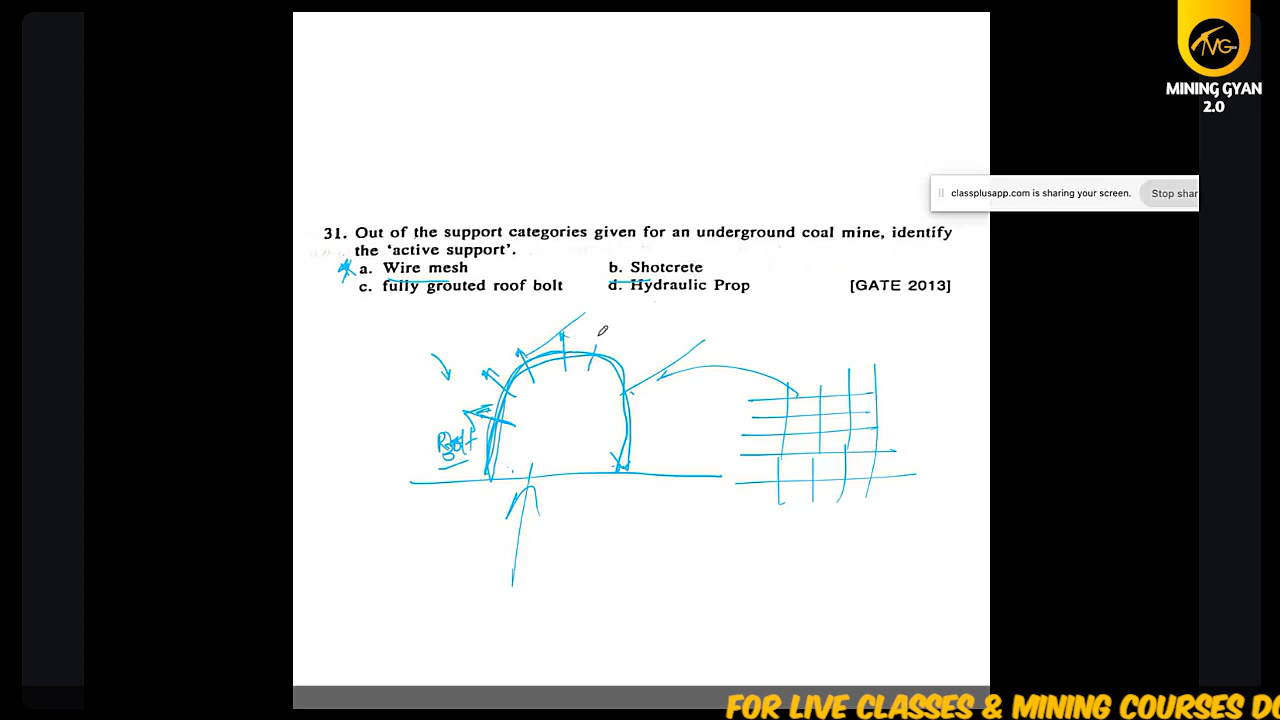 MG
MINING GYAN
2.0
classplusapp.com is sharing your screen.
Stop shar
31. Out of the support categories given for an underground coal mine, identify
the 'active support'.
a. Wire mesh
b. Shotcrete
c. fully grouted roof bolt
d. Hydraulic Prop
[GATE 2013]
Bolt
FOR LIVE CLASSES & MINING COURSES DO